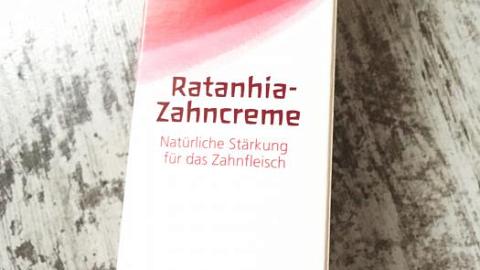 Ratanhia-
Zahncreme
Natürliche Stärkung
für das Zahnfleisch